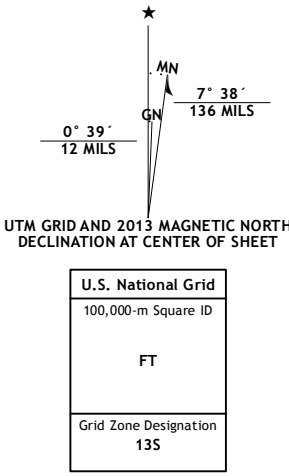 ★
MN
7° 38´
136 MILS
GN
0° 39´
12 MILS
UTM GRID AND 2013 MAGNETIC NORTH
DECLINATION AT CENTER OF SHEET
U.S. National Grid
100,000-m Square ID
FT
Grid Zone Designation
13S